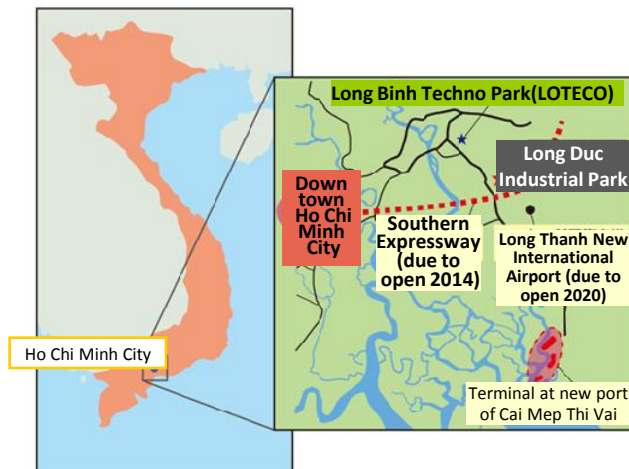 Long Binh Techno Park(LOTECO)
Long Duc
Industrial Park
Down
town
Ho Chi
Minh
City
Southern
Expressway
(due to
open 2014)
Long Thanh New
International
Airport (due to
open 2020)
Ho Chi Minh City
Terminal at new port
of Cai Mep Thi Vai